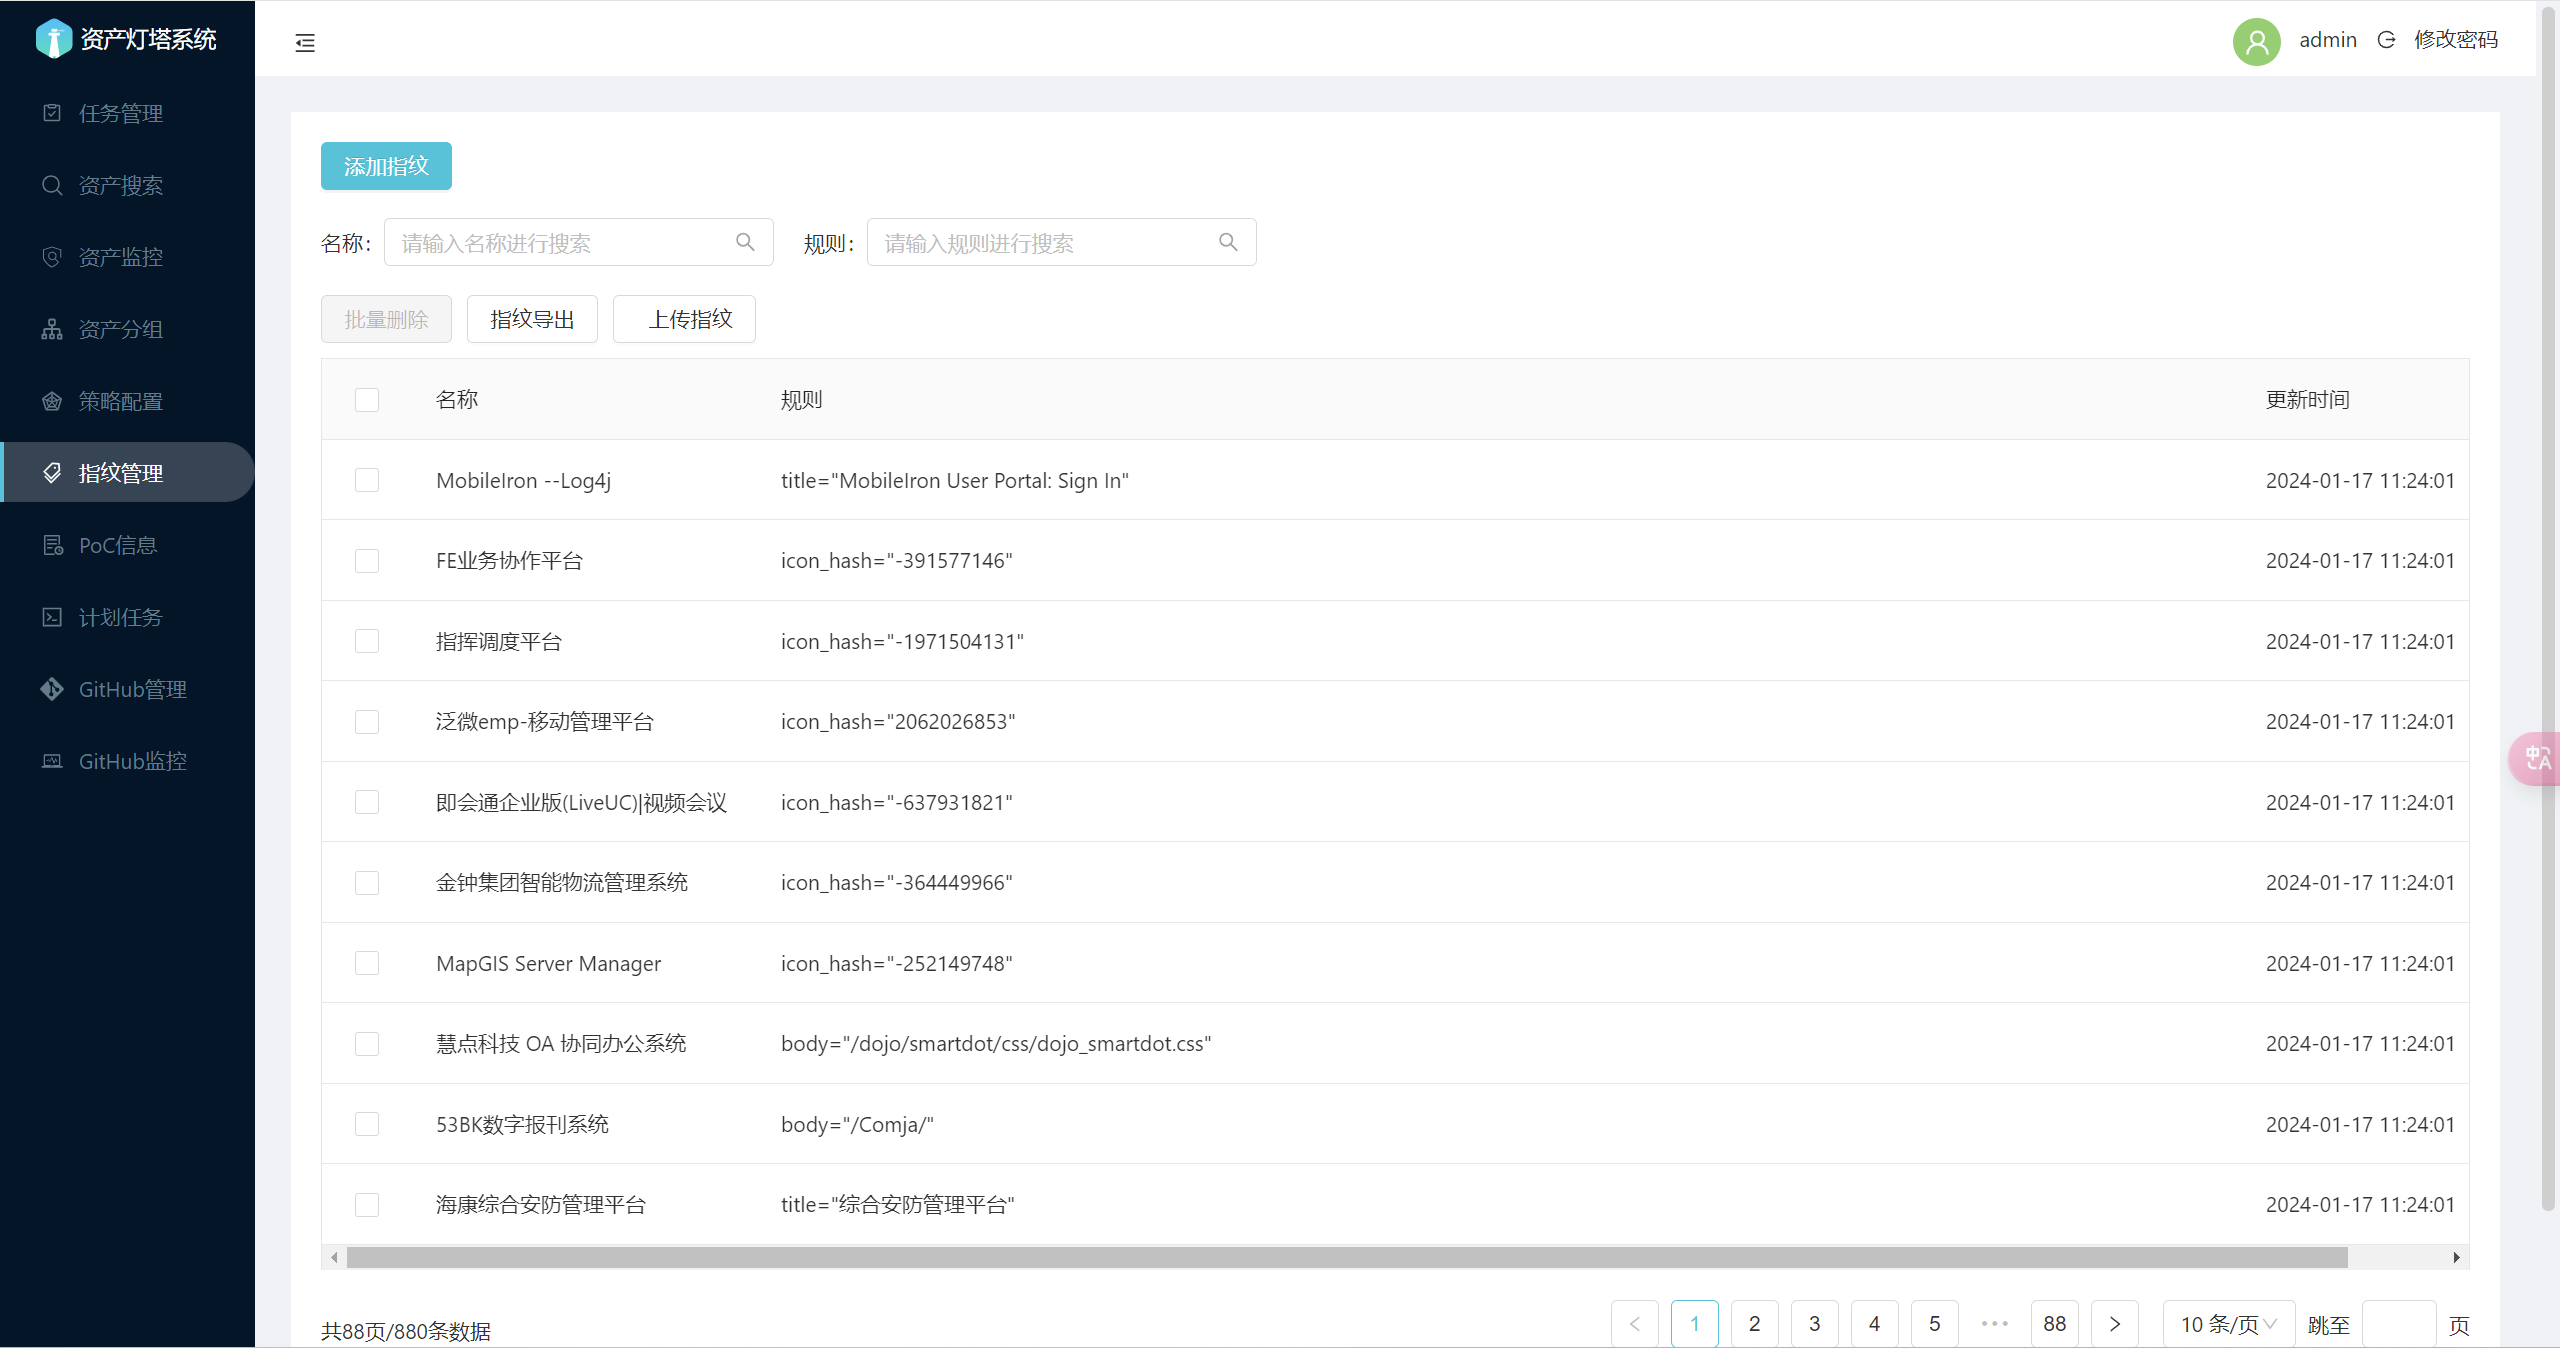 资产灯塔系统
admin 修改密码
任务管理
资产搜索
资产监控
资产分组
策略配置
指纹管理
PoC信息
计划任务
GitHub管理
GitHub监控
添加指纹
名称: 请输入名称进行搜索 规则: 请输入规则进行搜索
批量删除 指纹导出 上传指纹
名称 规则 更新时间
MobileIron --Log4j title="MobileIron User Portal: Sign In" 2024-01-17 11:24:01
FE业务协作平台 icon_hash="-391577146" 2024-01-17 11:24:01
指挥调度平台 icon_hash="-1971504131" 2024-01-17 11:24:01
泛微emp-移动管理平台 icon_hash="2062026853" 2024-01-17 11:24:01
即会通企业版(LiveUC)|视频会议 icon_hash="-637931821" 2024-01-17 11:24:01
金钟集团智能物流管理系统 icon_hash="-364449966" 2024-01-17 11:24:01
MapGIS Server Manager icon_hash="-252149748" 2024-01-17 11:24:01
慧点科技 OA 协同办公系统 body="/dojo/smartdot/css/dojo_smartdot.css" 2024-01-17 11:24:01
53BK数字报刊系统 body="/Comja/" 2024-01-17 11:24:01
海康综合安防管理平台 title="综合安防管理平台" 2024-01-17 11:24:01
共88页/880条数据 < 1 2 3 4 5 ••• 88 > 10 条/页 跳至 页
中A